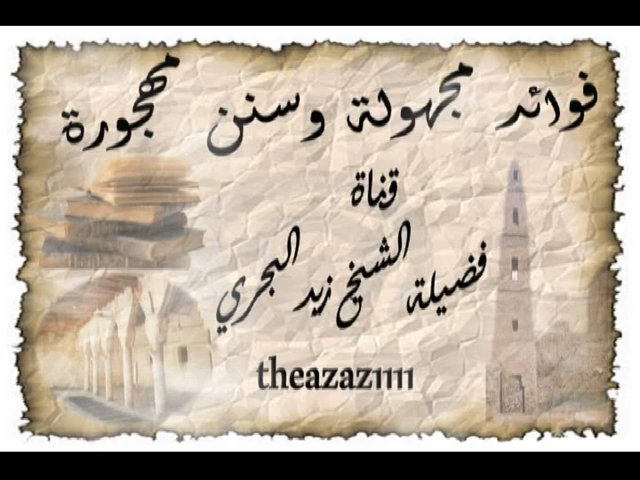 فوائد مجهولة وسنن مهجورة
قناة
فضيلة الشيخ زيد البحري
theazaz1111